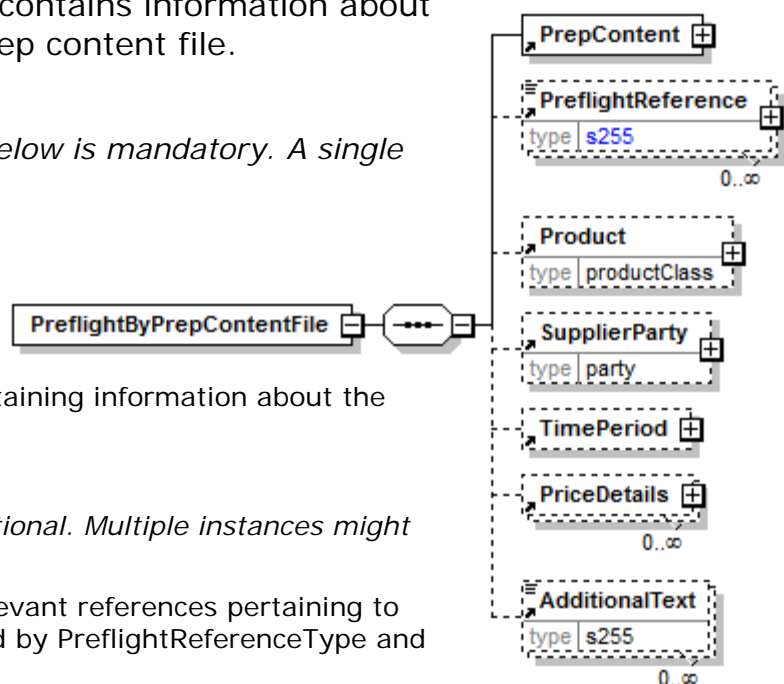 contains information about
ep content file.
elow is mandatory. A single
PreflightByPrepContentFile
taining information about the
tional. Multiple instances might
evant references pertaining to
d by PreflightReferenceType and
PrepContent
PreflightReference
type s255
0..∞
Product
type productClass
SupplierParty
type party
TimePeriod
PriceDetails
0..∞
AdditionalText
type s255
0..∞